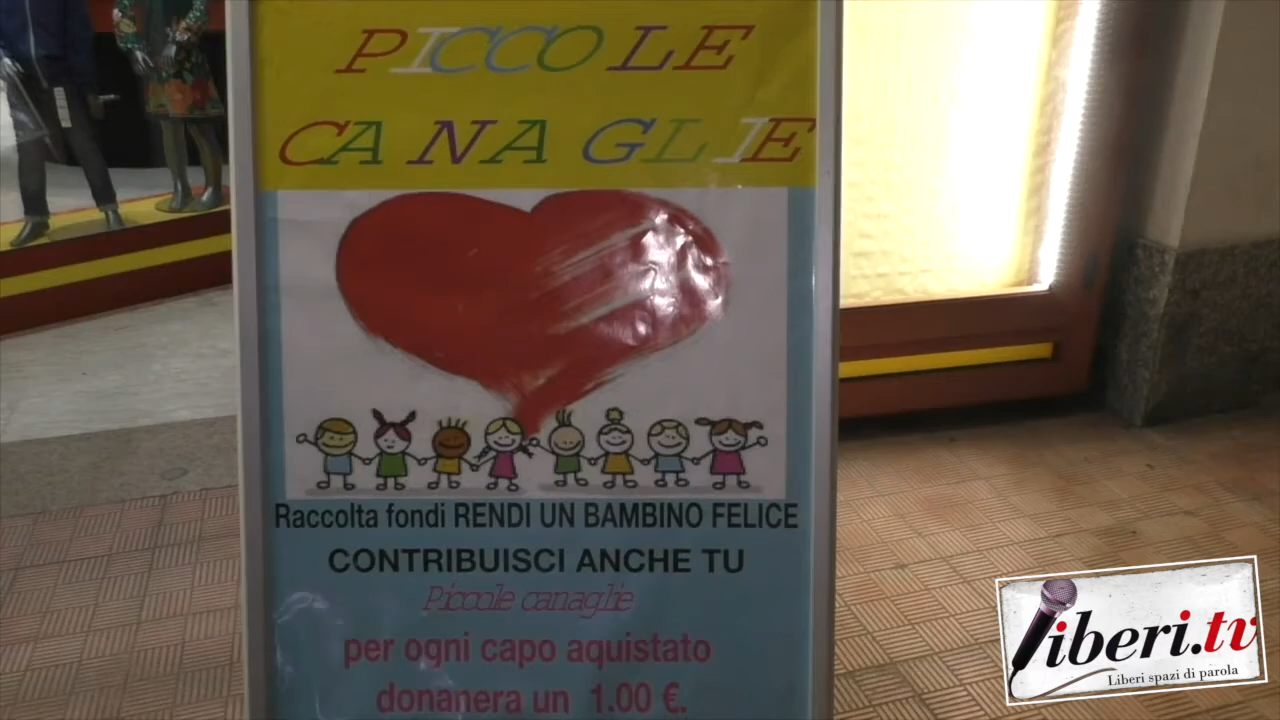 PICCOLE
CANAGLIE
Raccolta fondi RENDI UN BAMBINO FELICE
CONTRIBUISCI ANCHE TU
Piccole canaglie
per ogni capo aquistato
donanera un 1.00 €.
liberi.tv
Liberi spazi di parola